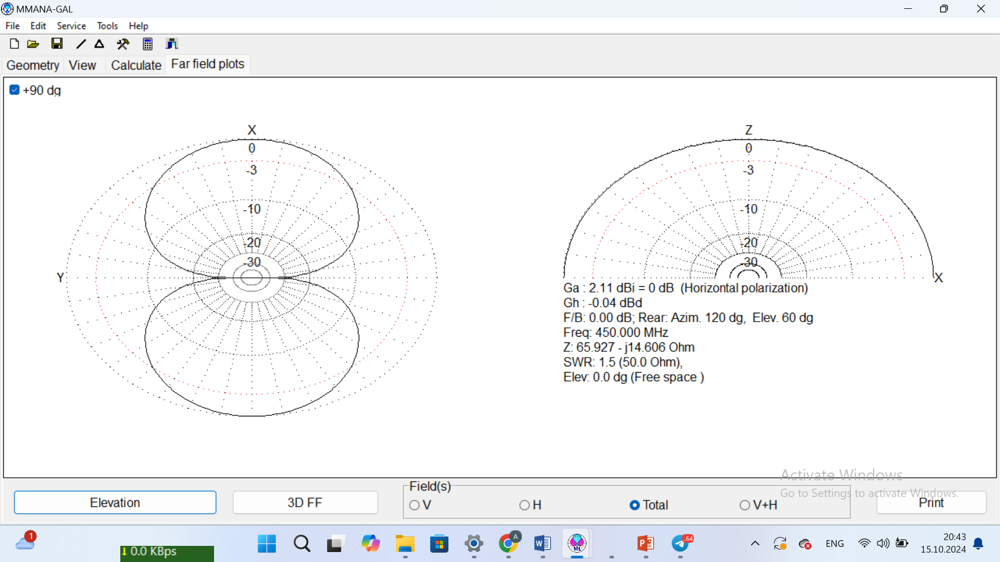 MMANA-GAL
File Edit Service Tools Help
Geometry View Calculate Far field plots
+90 dg
X
0
-3
-10
-20
-30
Y
Z
0
-3
-10
-20
-30
X
Ga : 2.11 dBi = 0 dB (Horizontal polarization)
Gh : -0.04 dBd
F/B: 0.00 dB; Rear: Azim. 120 dg, Elev. 60 dg
Freq: 450.000 MHz
Z: 65.927 - j14.606 Ohm
SWR: 1.5 (50.0 Ohm),
Elev: 0.0 dg (Free space )
Activate Windows
Go to Settings to activate Windows.
Elevation
3D FF
Field(s)
V
H
Total
V+H
Print
1
0.0 KBps
A
W
ML
P
..64
ENG
20:43
15.10.2024